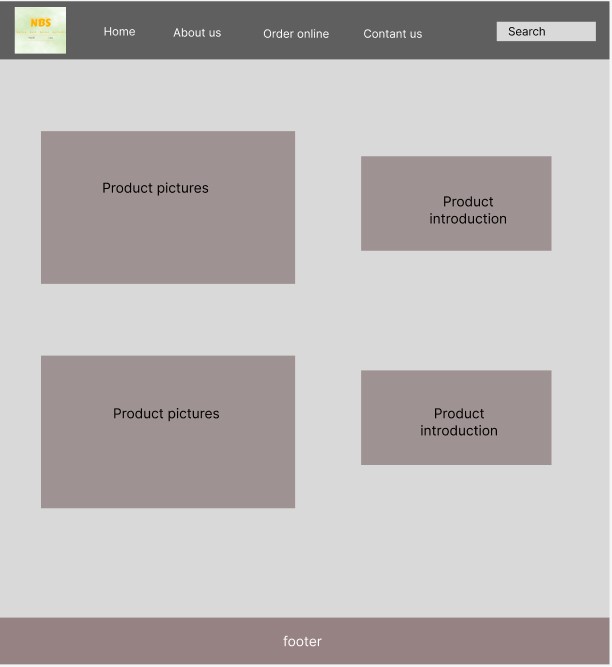 NBS
Home
About us
Order online
Contant us
Search
Product pictures
Product
introduction
Product pictures
Product
introduction
footer